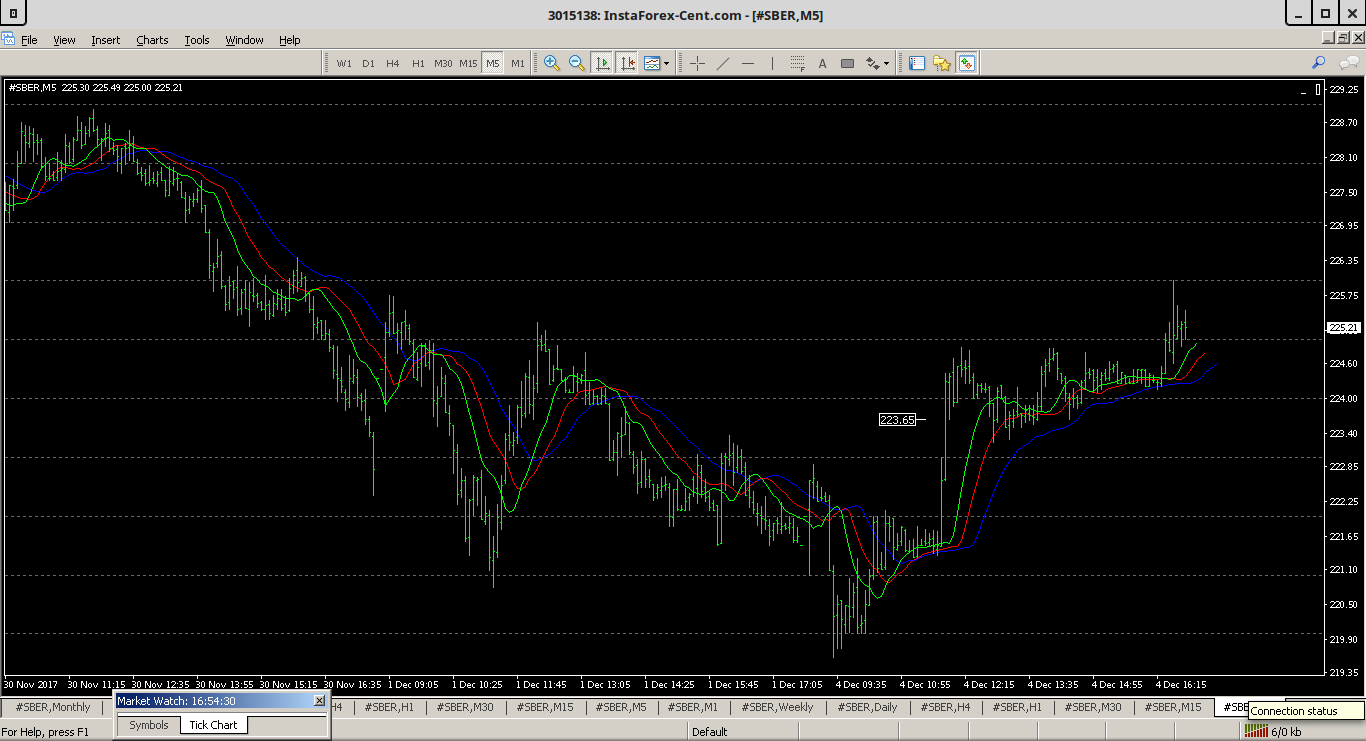 3015138: InstaForex-Cent.com - [#SBER,M5]
File View Insert Charts Tools Window Help
W1 D1 H4 H1 M30 M15 M5 M1
A
#SBER,M5 225.30 225.49 225.00 225.21
229.25
228.70
228.10
227.50
226.95
226.35
225.75
225.21
224.60
224.00
223.65
223.40
222.85
222.25
221.65
221.10
220.50
219.90
219.35
30 Nov 2017 30 Nov 11:15 30 Nov 12:35 30 Nov 13:55 30 Nov 15:15 30 Nov 16:35 1 Dec 09:05 1 Dec 10:25 1 Dec 11:45 1 Dec 13:05 1 Dec 14:25 1 Dec 15:45 1 Dec 17:05 4 Dec 09:35 4 Dec 10:55 4 Dec 12:15 4 Dec 13:35 4 Dec 14:55 4 Dec 16:15
Market Watch: 16:54:30
#SBER,Monthly H4 #SBER,H1 #SBER,M30 #SBER,M15 #SBER,M5 #SBER,M1 #SBER,Weekly #SBER,Daily #SBER,H4 #SBER,H1 #SBER,M30 #SBER,M15
Connection status
Symbols Tick Chart
For Help, press F1 Default 6/0 kb